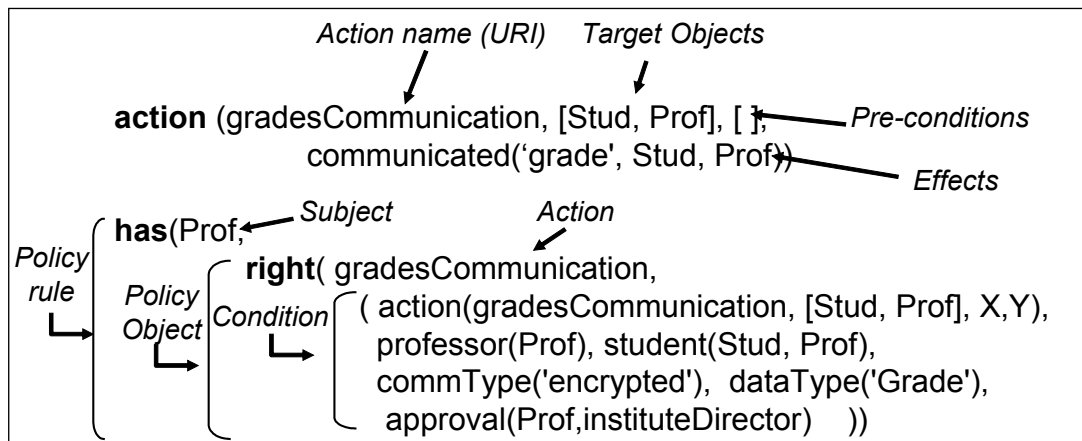 Action name (URI) Target Objects
action (gradesCommunication, [Stud, Prof], [ ], Pre-conditions
communicated(‘grade', Stud, Prof))
Effects
Subject Action
has(Prof,
Policy rule
right( gradesCommunication,
Policy Object
Condition
( action(gradesCommunication, [Stud, Prof], X,Y),
professor(Prof), student(Stud, Prof),
commType('encrypted'), dataType('Grade'),
approval(Prof,instituteDirector) ))